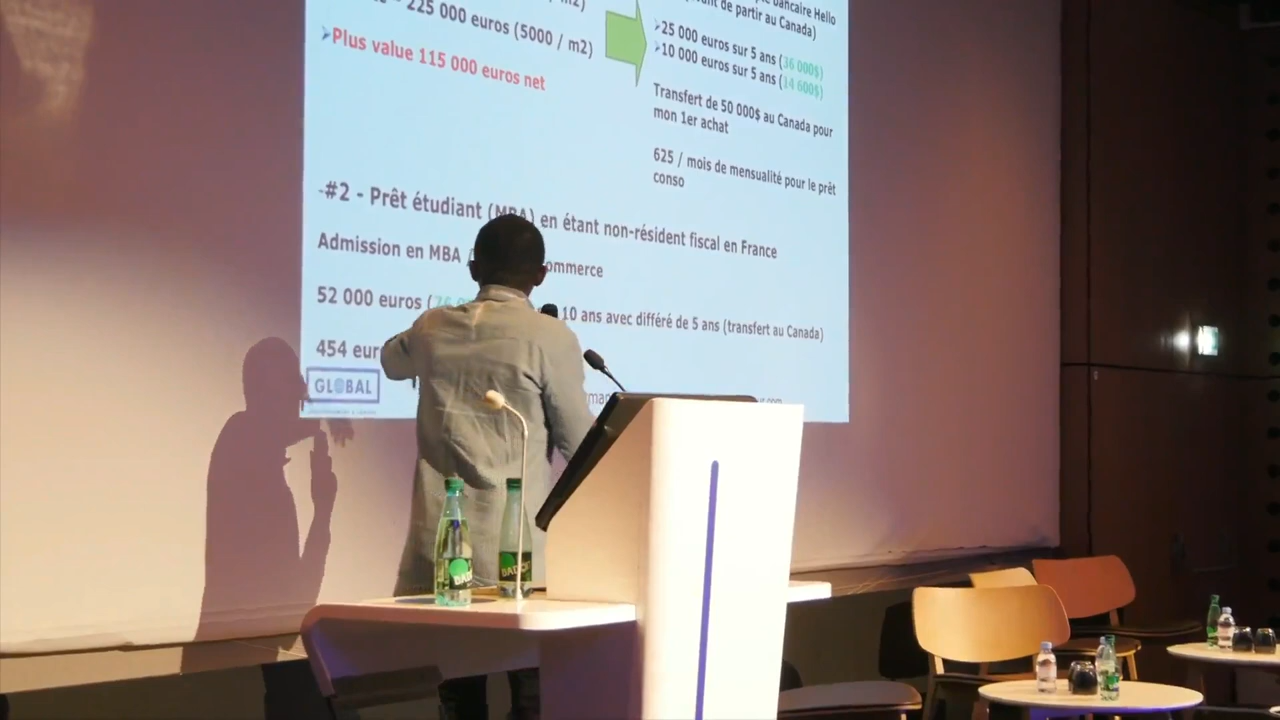 225 000 euros (5000 / m2)
➢Plus value 115 000 euros net
bancaire Hello
de partir au Canada)
➢25 000 euros sur 5 ans (36 000$)
➢10 000 euros sur 5 ans (14 600$)
Transfert de 50 000$ au Canada pour
mon 1er achat
625 / mois de mensualité pour le prêt
conso
-#2 - Prêt étudiant (MBA) en étant non-résident fiscal en France
Admission en MBA
52 000 euros ( 10 ans avec différé de 5 ans (transfert au Canada)
454
GLOBAL